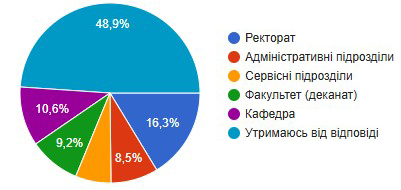 48,9%
10,6%
9,2%
8,5%
16,3%
Ректорат
Адміністративні підрозділи
Сервісні підрозділи
Факультет (деканат)
Кафедра
Утримаюсь від відповіді